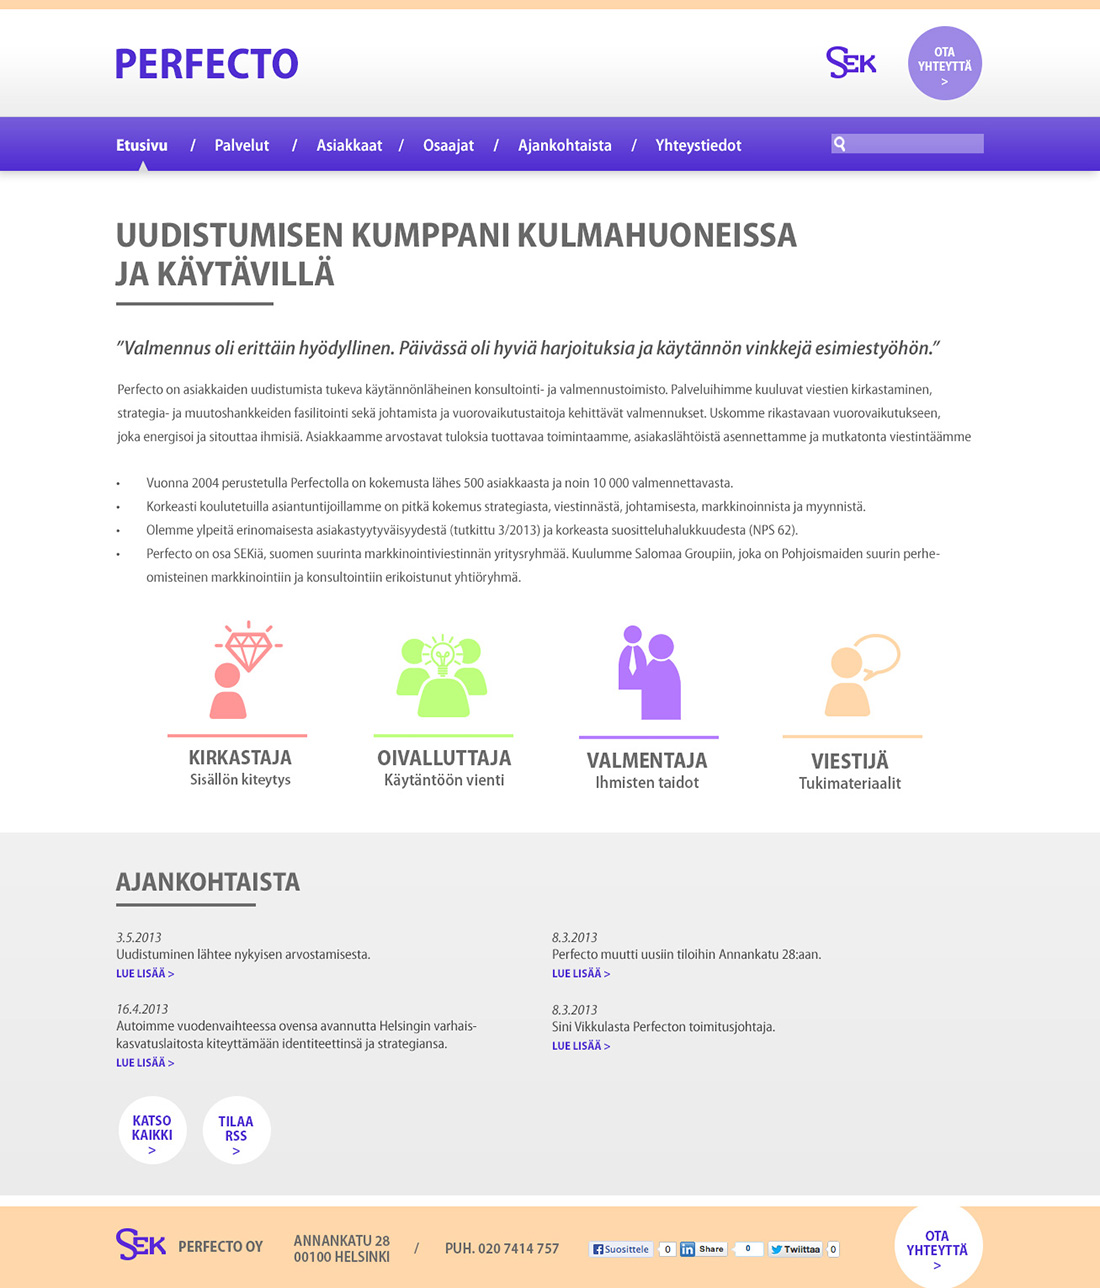 PERFECTO
SEK
OTA
YHTEYTTÄ
>
Etusivu / Palvelut / Asiakkaat / Osaajat / Ajankohtaista / Yhteystiedot
UUDISTUMISEN KUMPPANI KULMAHUONEISSA
JA KÄYTÄVILLÄ
”Valmennus oli erittäin hyödyllinen. Päivässä oli hyviä harjoituksia ja käytännön vinkkejä esimiestyöhön.”
Perfecto on asiakkaiden uudistumista tukeva käytännönläheinen konsultointi- ja valmennustoimisto. Palveluihimme kuuluvat viestien kirkastaminen,
strategia- ja muutoshankkeiden fasilitointi sekä johtamista ja vuorovaikutustaitoja kehittävät valmennukset. Uskomme rikastavaan vuorovaikutukseen,
joka energisoi ja sitouttaa ihmisiä. Asiakkaamme arvostavat tuloksia tuottavaa toimintaamme, asiakaslähtöistä asennettamme ja mutkatonta viestintäämme
• Vuonna 2004 perustetulla Perfectolla on kokemusta lähes 500 asiakkaasta ja noin 10 000 valmennettavasta.
• Korkeasti koulutetuilla asiantuntijoillamme on pitkä kokemus strategiasta, viestinnästä, johtamisesta, markkinoinnista ja myynnistä.
• Olemme ylpeitä erinomaisesta asiakastyytyväisyydestä (tutkittu 3/2013) ja korkeasta suositteluhalukkuudesta (NPS 62).
• Perfecto on osa SEKiä, suomen suurinta markkinointiviestinnän yritysryhmää. Kuulumme Salomaa Groupiin, joka on Pohjoismaiden suurin perhe-
omisteinen markkinointiin ja konsultointiin erikoistunut yhtiöryhmä.
KIRKASTAJA
Sisällön kiteytys
OIVALLUTTAJA
Käytäntöön vienti
VALMENTAJA
Ihmisten taidot
VIESTIJÄ
Tukimateriaalit
AJANKOHTAISTA
3.5.2013
Uudistuminen lähtee nykyisen arvostamisesta.
LUE LISÄÄ >
16.4.2013
Autoimme vuodenvaihteessa ovensa avannutta Helsingin varhais-
kasvatuslaitosta kiteyttämään identiteettinsä ja strategiansa.
LUE LISÄÄ >
8.3.2013
Perfecto muutti uusiin tiloihin Annankatu 28:aan.
LUE LISÄÄ >
8.3.2013
Sini Vikkulasta Perfecton toimitusjohtaja.
LUE LISÄÄ >
KATSO
KAIKKI
>
TILAA
RSS
>
SEK PERFECTO OY
ANNANKATU 28
00100 HELSINKI
/
PUH. 020 7414 757
f Suosittele 0 in Share 0 Twiittaa 0
OTA
YHTEYTTÄ
>